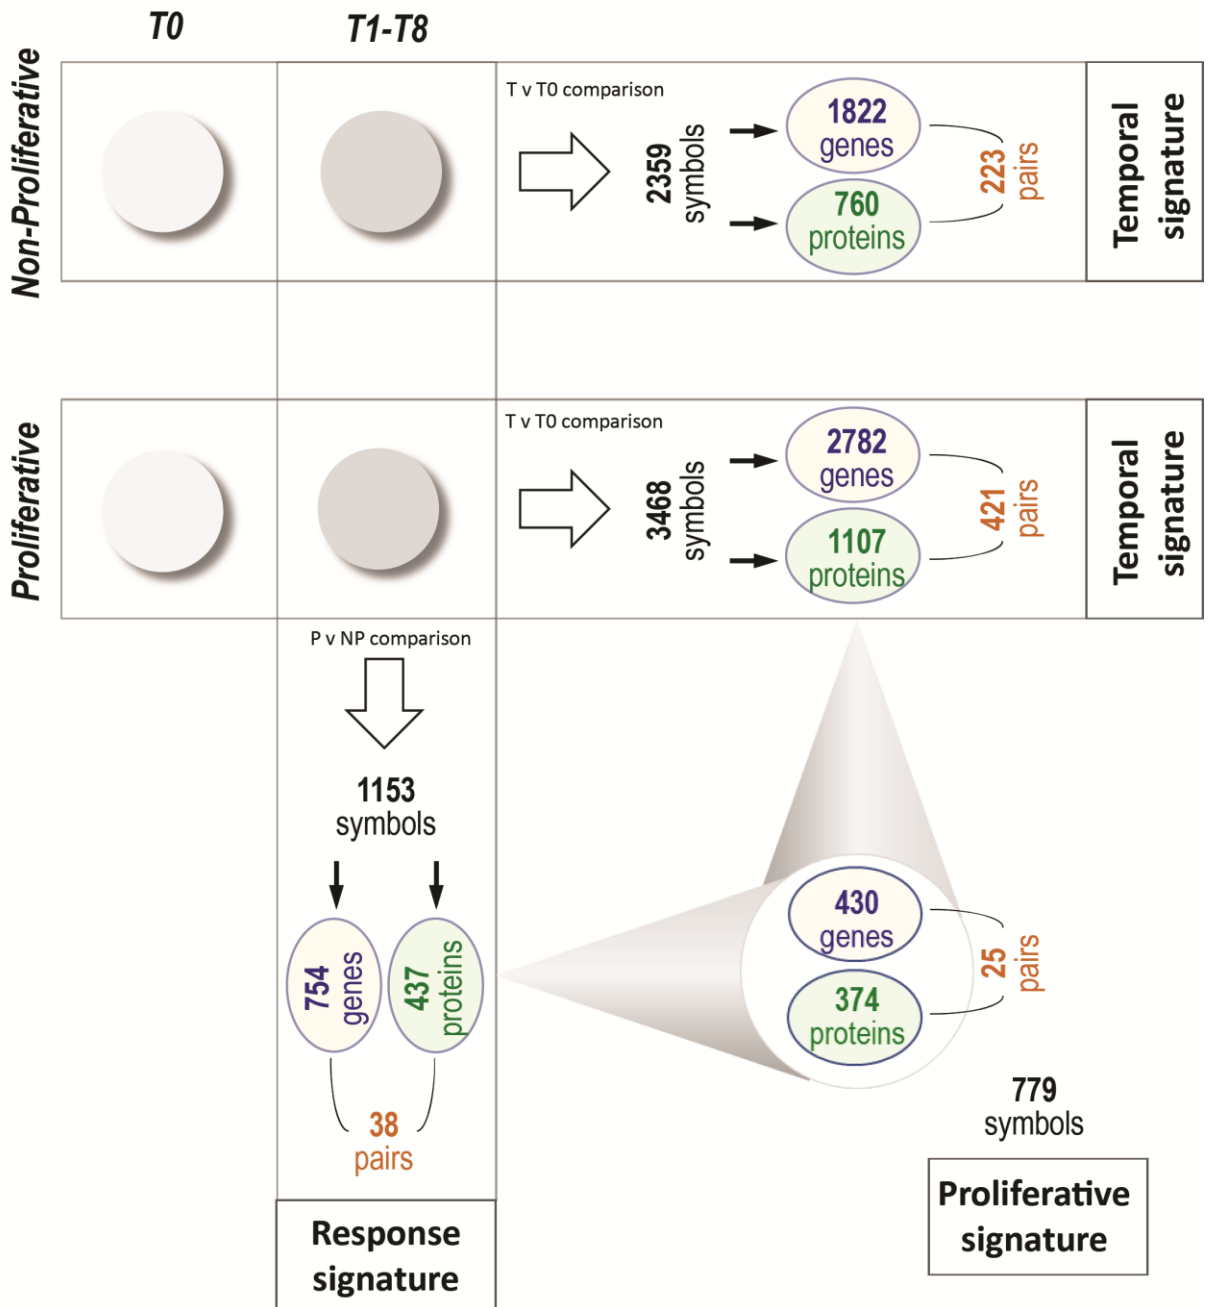 T0
T1-T8
Non-Proliferative
T v T0 comparison
2359
symbols
1822
genes
760
proteins
223
pairs
Temporal
signature
Proliferative
T v T0 comparison
3468
symbols
2782
genes
1107
proteins
421
pairs
Temporal
signature
P v NP comparison
1153
symbols
754
genes
437
proteins
38
pairs
Response
signature
430
genes
374
proteins
25
pairs
779
symbols
Proliferative
signature